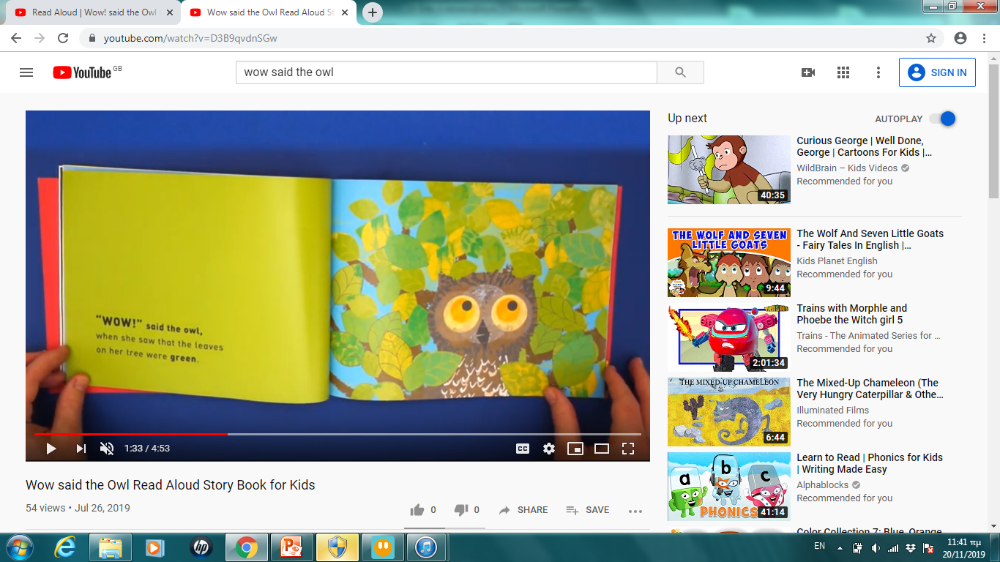 Read Aloud | Wow! said the Owl
Wow said the Owl Read Aloud St
youtube.com/watch?v=D3B9qvdnSGw
YouTube GB
wow said the owl
SIGN IN
"WOW!" said the owl,
when she saw that the leaves
on her tree were green.
1:33 / 4:53
CC
Wow said the Owl Read Aloud Story Book for Kids
54 views • Jul 26, 2019
0
0
SHARE
SAVE
Up next
AUTOPLAY
40:35
Curious George | Well Done,
George | Cartoons For Kids |...
WildBrain – Kids Videos
Recommended for you
THE WOLF AND SEVEN
LITTLE GOATS
9:44
The Wolf And Seven Little Goats
- Fairy Tales In English |...
Kids Planet English
Recommended for you
TRAINS
2:01:34
Trains with Morphle and
Phoebe the Witch girl 5
Trains - The Animated Series for ...
Recommended for you
THE MIXED-UP CHAMELEON
6:44
The Mixed-Up Chameleon (The
Very Hungry Caterpillar & Othe...
Illuminated Films
Recommended for you
a b c
PHONICS
41:14
Learn to Read | Phonics for Kids
| Writing Made Easy
Alphablocks
Recommended for you
Color Collection 7: Blue, Orange
hp
EN
11:41 πμ
20/11/2019